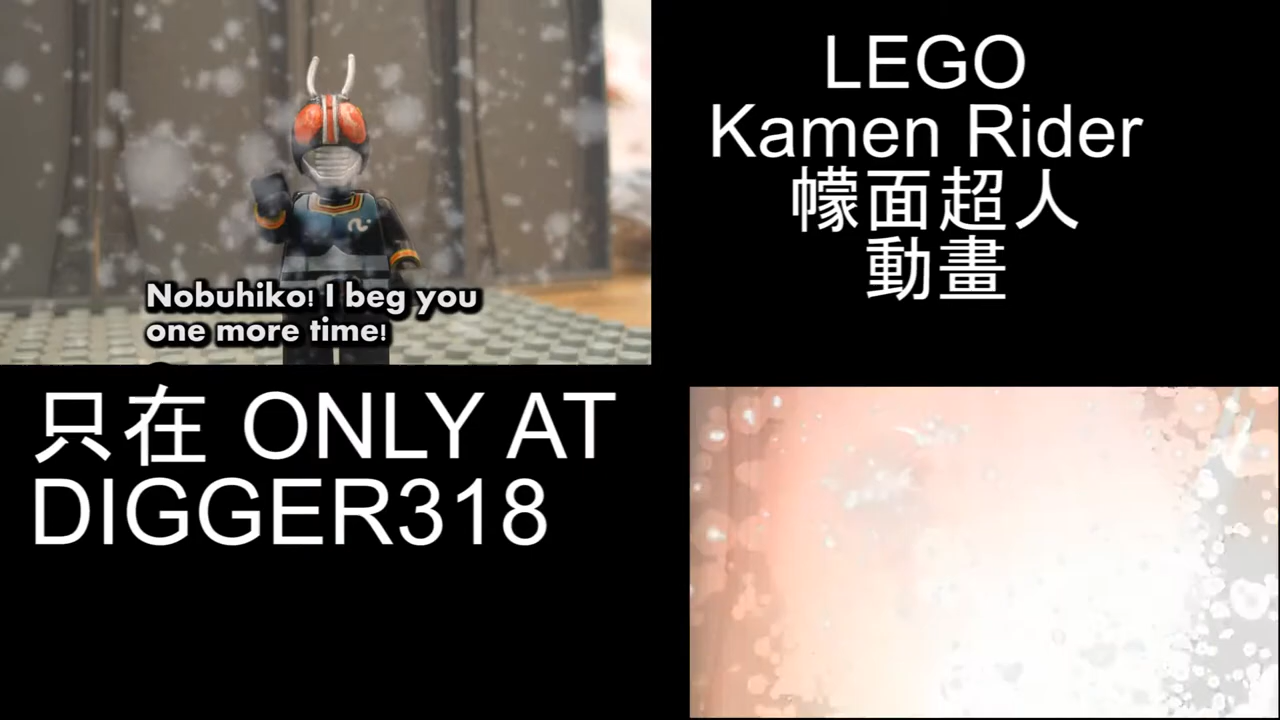 Nobuhiko! I beg you
one more time!
LEGO
Kamen Rider
幪面超人
動畫
只在 ONLY AT
DIGGER318